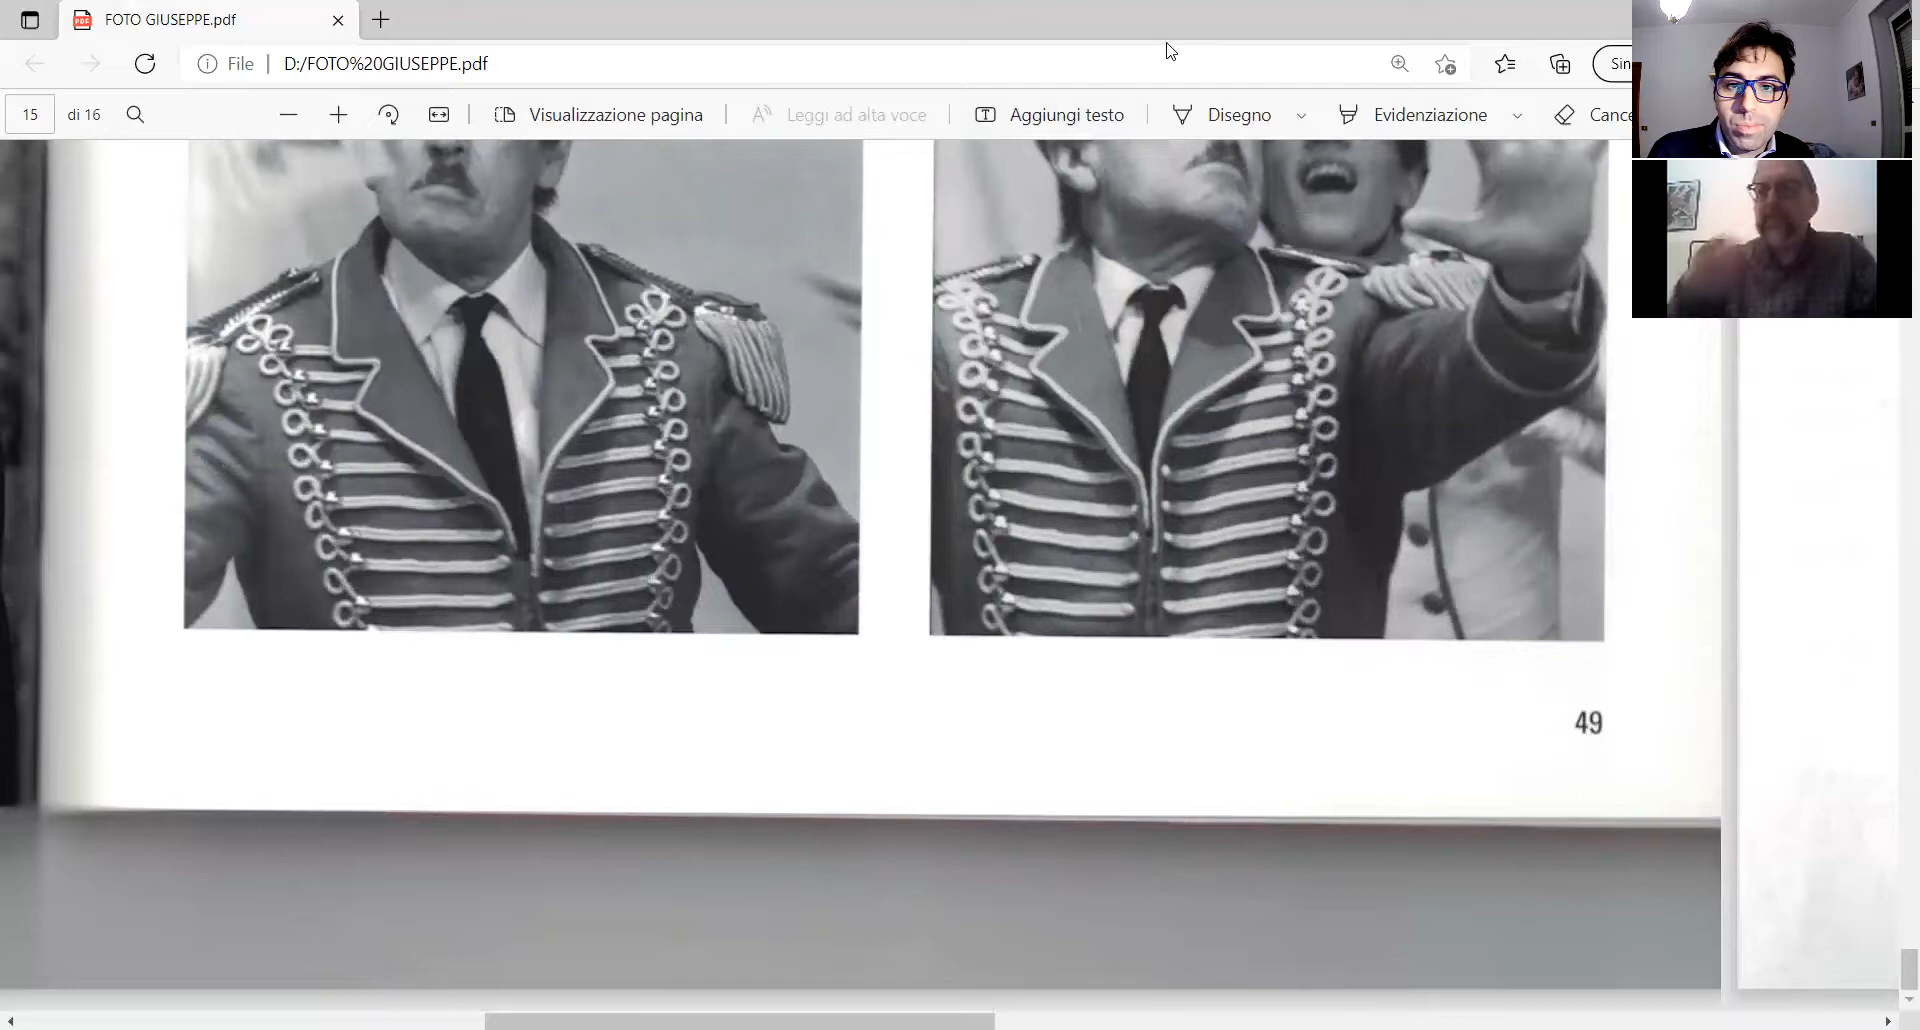 FOTO GIUSEPPE.pdf
File
D:/FOTO%20GIUSEPPE.pdf
Sin
15 di 16
Visualizzazione pagina
Leggi ad alta voce
Aggiungi testo
Disegno
Evidenziazione
Cance
49